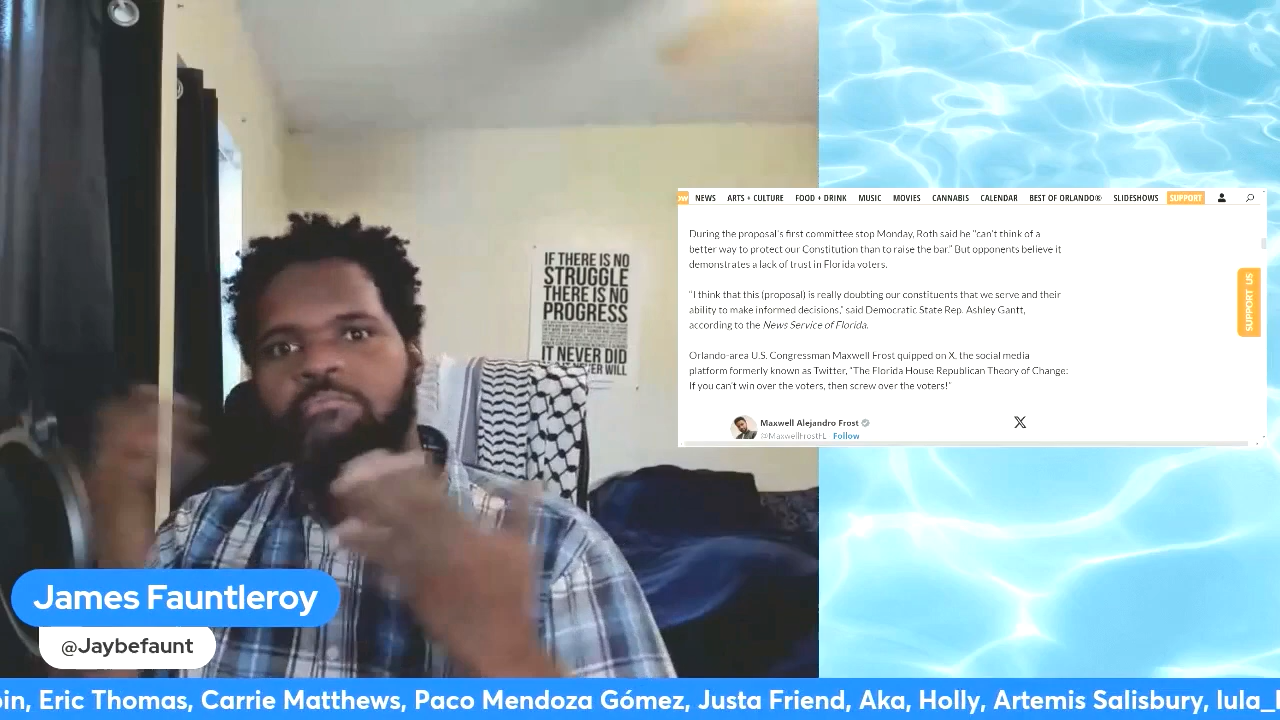 IF THERE IS NO
STRUGGLE
THERE IS NO
PROGRESS
IT NEVER DID
NEWS ARTS + CULTURE FOOD + DRINK MUSIC MOVIES CANNABIS CALENDAR BEST OF ORLANDO® SLIDESHOWS SUPPORT
During the proposal's first committee stop Monday, Roth said he "can't think of a
better way to protect our Constitution than to raise the bar." But opponents believe it
demonstrates a lack of trust in Florida voters.
"I think that this (proposal) is really doubting our constituents that we serve and their
ability to make informed decisions," said Democratic State Rep. Ashley Gantt,
according to the News Service of Florida.
Orlando-area U.S. Congressman Maxwell Frost quipped on X, the social media
platform formerly known as Twitter, "The Florida House Republican Theory of Change:
If you can't win over the voters, then screw over the voters!"
Maxwell Alejandro Frost
@MaxwellFrostFL Follow
SUPPORT US
James Fauntleroy
@Jaybefaunt
oin, Eric Thomas, Carrie Matthews, Paco Mendoza Gómez, Justa Friend, Aka, Holly, Artemis Salisbury, lula_